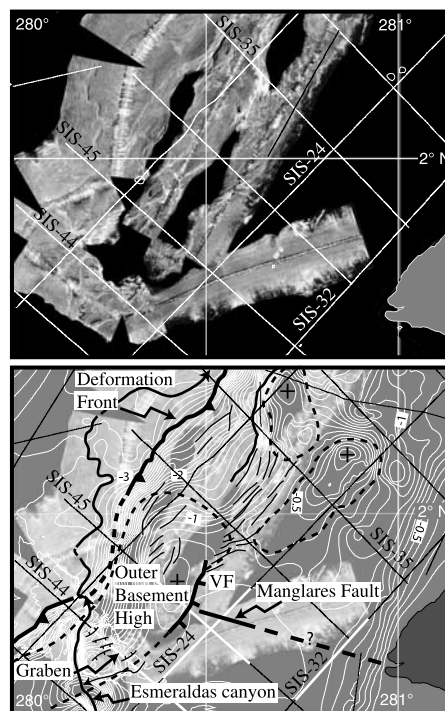 280°
281°
SIS-35
SIS-45
SIS-24
2° N
SIS-44
SIS-32
Deformation
Front
-1
-3
-2
-0.5
-0.5
-1
2° N
SIS-45
SIS-35
SIS-44
Outer
Basement
High
VF
Manglares Fault
SIS-24
?
SIS-32
Graben
Esmeraldas canyon
280°
281°